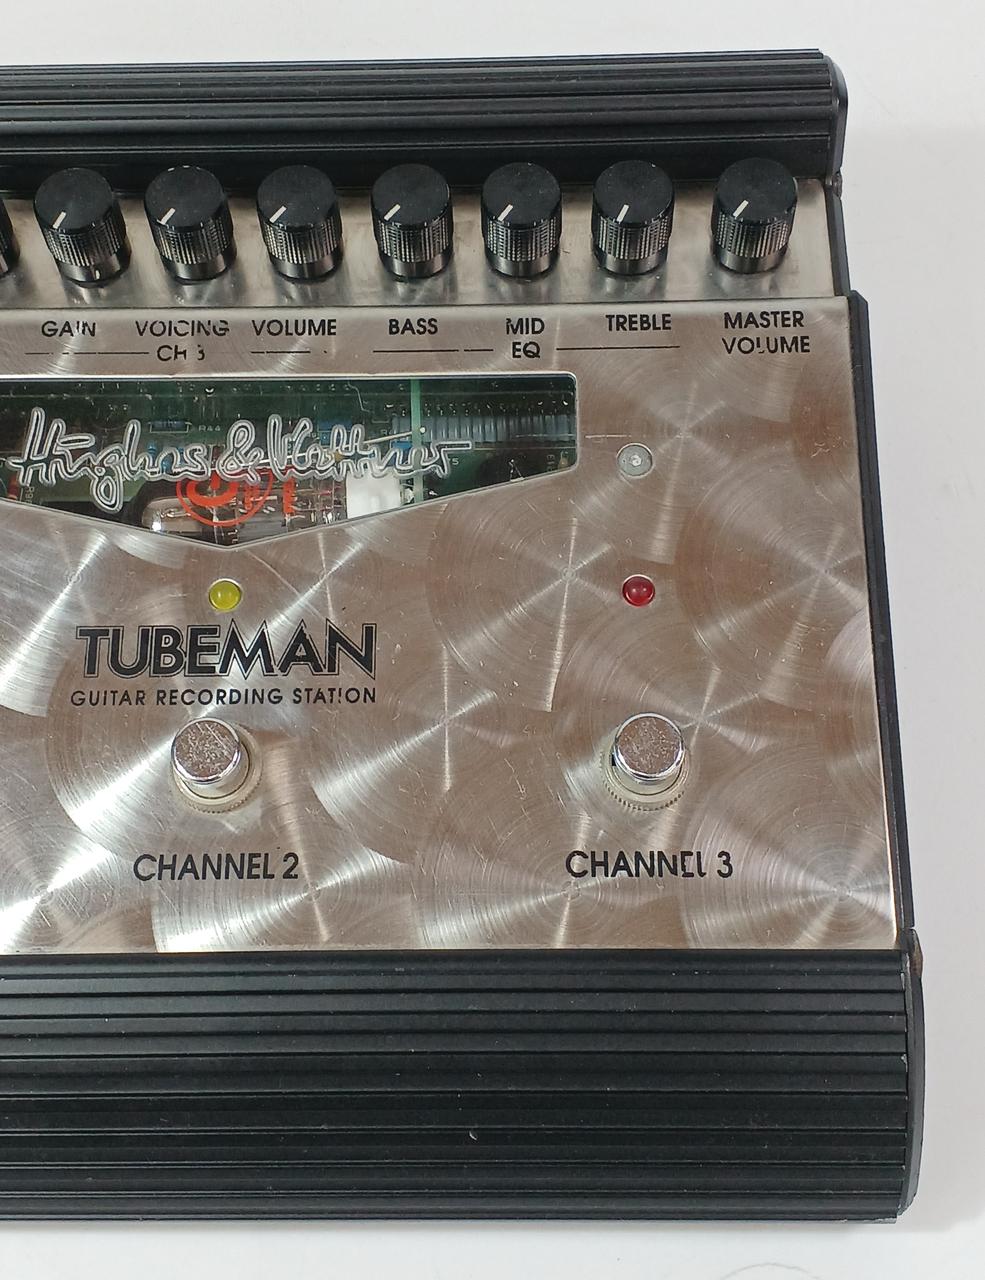 GAIN VOICING VOLUME BASS MID TREBLE MASTER
CH 3 EQ VOLUME
Hughes & Kettner
R44
TUBEMAN
GUITAR RECORDING STATION
CHANNEL 2 CHANNEL 3